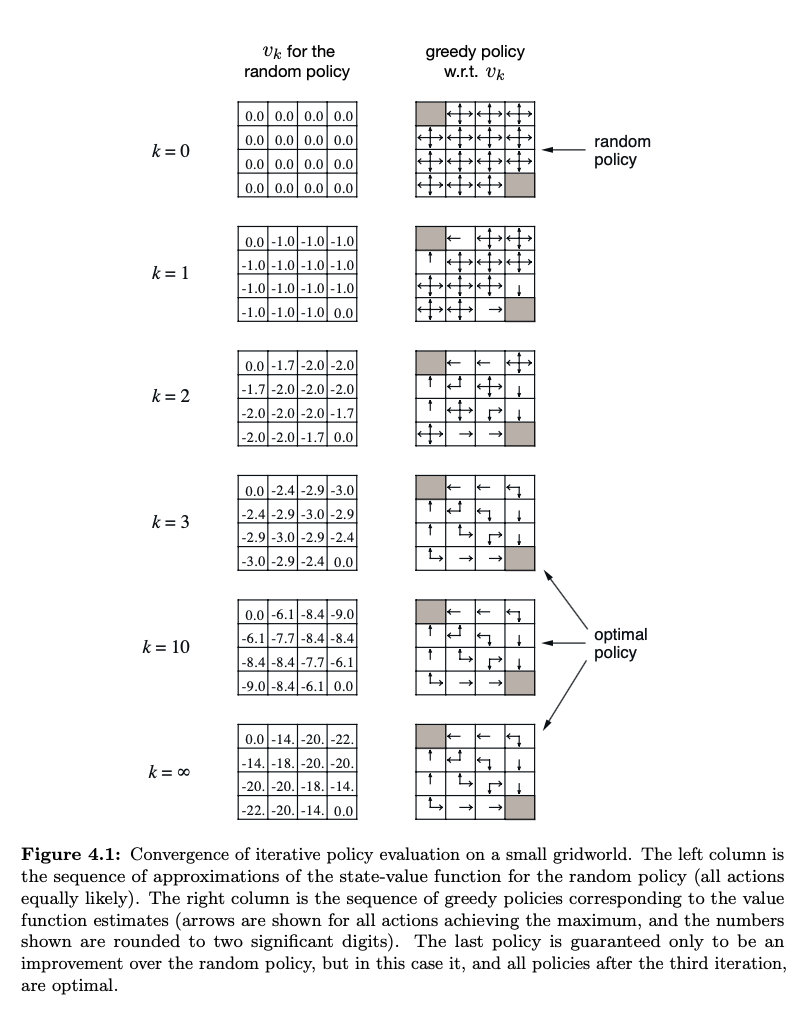 vk for the
random policy
greedy policy
w.r.t. vk
k = 0
0.0 0.0 0.0 0.0
0.0 0.0 0.0 0.0
0.0 0.0 0.0 0.0
0.0 0.0 0.0 0.0
random
policy
k = 1
0.0 -1.0 -1.0 -1.0
-1.0 -1.0 -1.0 -1.0
-1.0 -1.0 -1.0 -1.0
-1.0 -1.0 -1.0 0.0
k = 2
0.0 -1.7 -2.0 -2.0
-1.7 -2.0 -2.0 -2.0
-2.0 -2.0 -2.0 -1.7
-2.0 -2.0 -1.7 0.0
k = 3
0.0 -2.4 -2.9 -3.0
-2.4 -2.9 -3.0 -2.9
-2.9 -3.0 -2.9 -2.4
-3.0 -2.9 -2.4 0.0
k = 10
0.0 -6.1 -8.4 -9.0
-6.1 -7.7 -8.4 -8.4
-8.4 -8.4 -7.7 -6.1
-9.0 -8.4 -6.1 0.0
optimal
policy
k = ∞
0.0 -14. -20. -22.
-14. -18. -20. -20.
-20. -20. -18. -14.
-22. -20. -14. 0.0
Figure 4.1: Convergence of iterative policy evaluation on a small gridworld. The left column is
the sequence of approximations of the state-value function for the random policy (all actions
equally likely). The right column is the sequence of greedy policies corresponding to the value
function estimates (arrows are shown for all actions achieving the maximum, and the numbers
shown are rounded to two significant digits). The last policy is guaranteed only to be an
improvement over the random policy, but in this case it, and all policies after the third iteration,
are optimal.